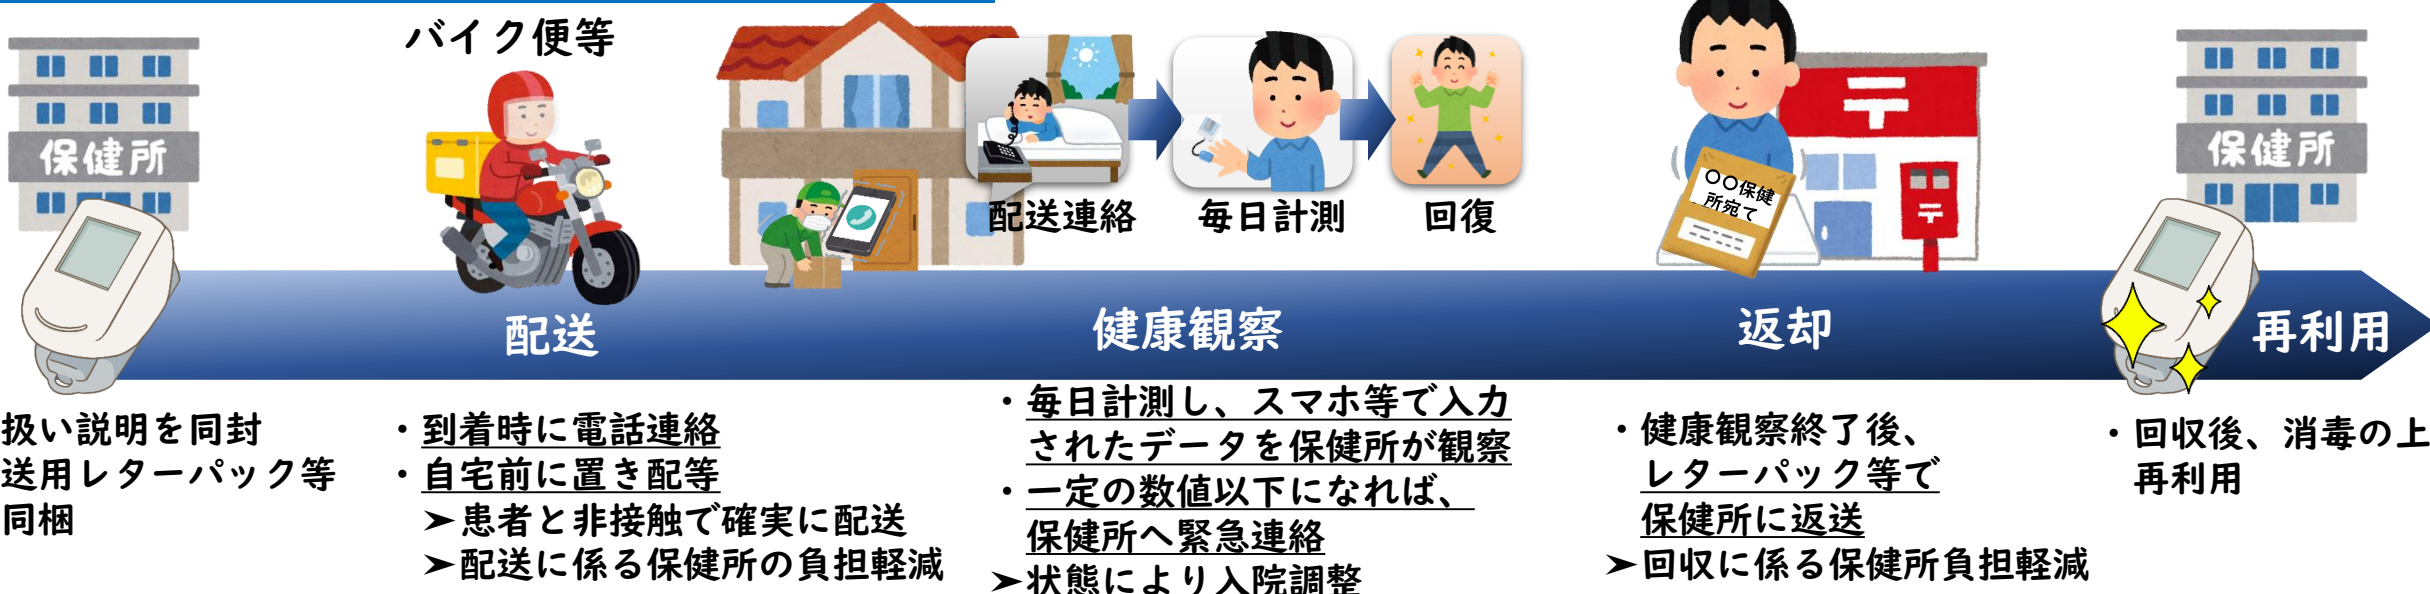 バイク便等
保健所
配送連絡
毎日計測
回復
〒
〇〇保健
所宛て
〒
保健所
配送
健康観察
返却
再利用
扱い説明を同封
送用レターパック等
同梱
・到着時に電話連絡
・自宅前に置き配等
➤患者と非接触で確実に配送
➤配送に係る保健所の負担軽減
・毎日計測し、スマホ等で入力
されたデータを保健所が観察
・一定の数値以下になれば、
保健所へ緊急連絡
➤状態により入院調整
・健康観察終了後、
レターパック等で
保健所に返送
➤回収に係る保健所負担軽減
・回収後、消毒の上
再利用